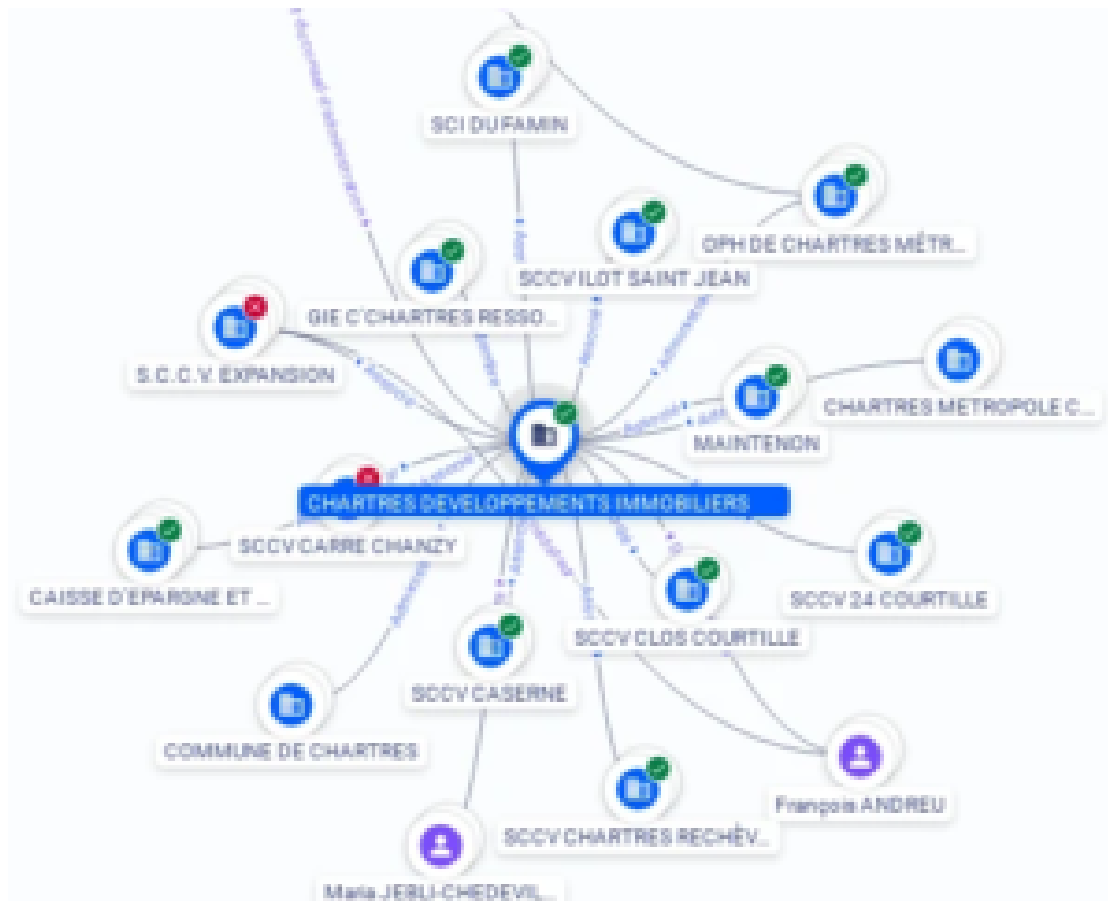 SCI DU FAMIN
OPH DE CHARTRES MÉTR...
SCCV ILOT SAINT JEAN
GIE C'CHARTRES RESSO...
S.C.C.V. EXPANSION
CHARTRES METROPOLE C...
MAINTENON
CHARTRES DEVELOPPEMENTS IMMOBILIERS
SCCV CARRE CHANZY
CAISSE D'EPARGNE ET ...
SCCV 24 COURTILLE
SCCV CLOS COURTILLE
SCCV CASERNE
COMMUNE DE CHARTRES
François ANDREU
SCCV CHARTRES RECHÈV...
Maria JEBLI-CHEDEVIL...